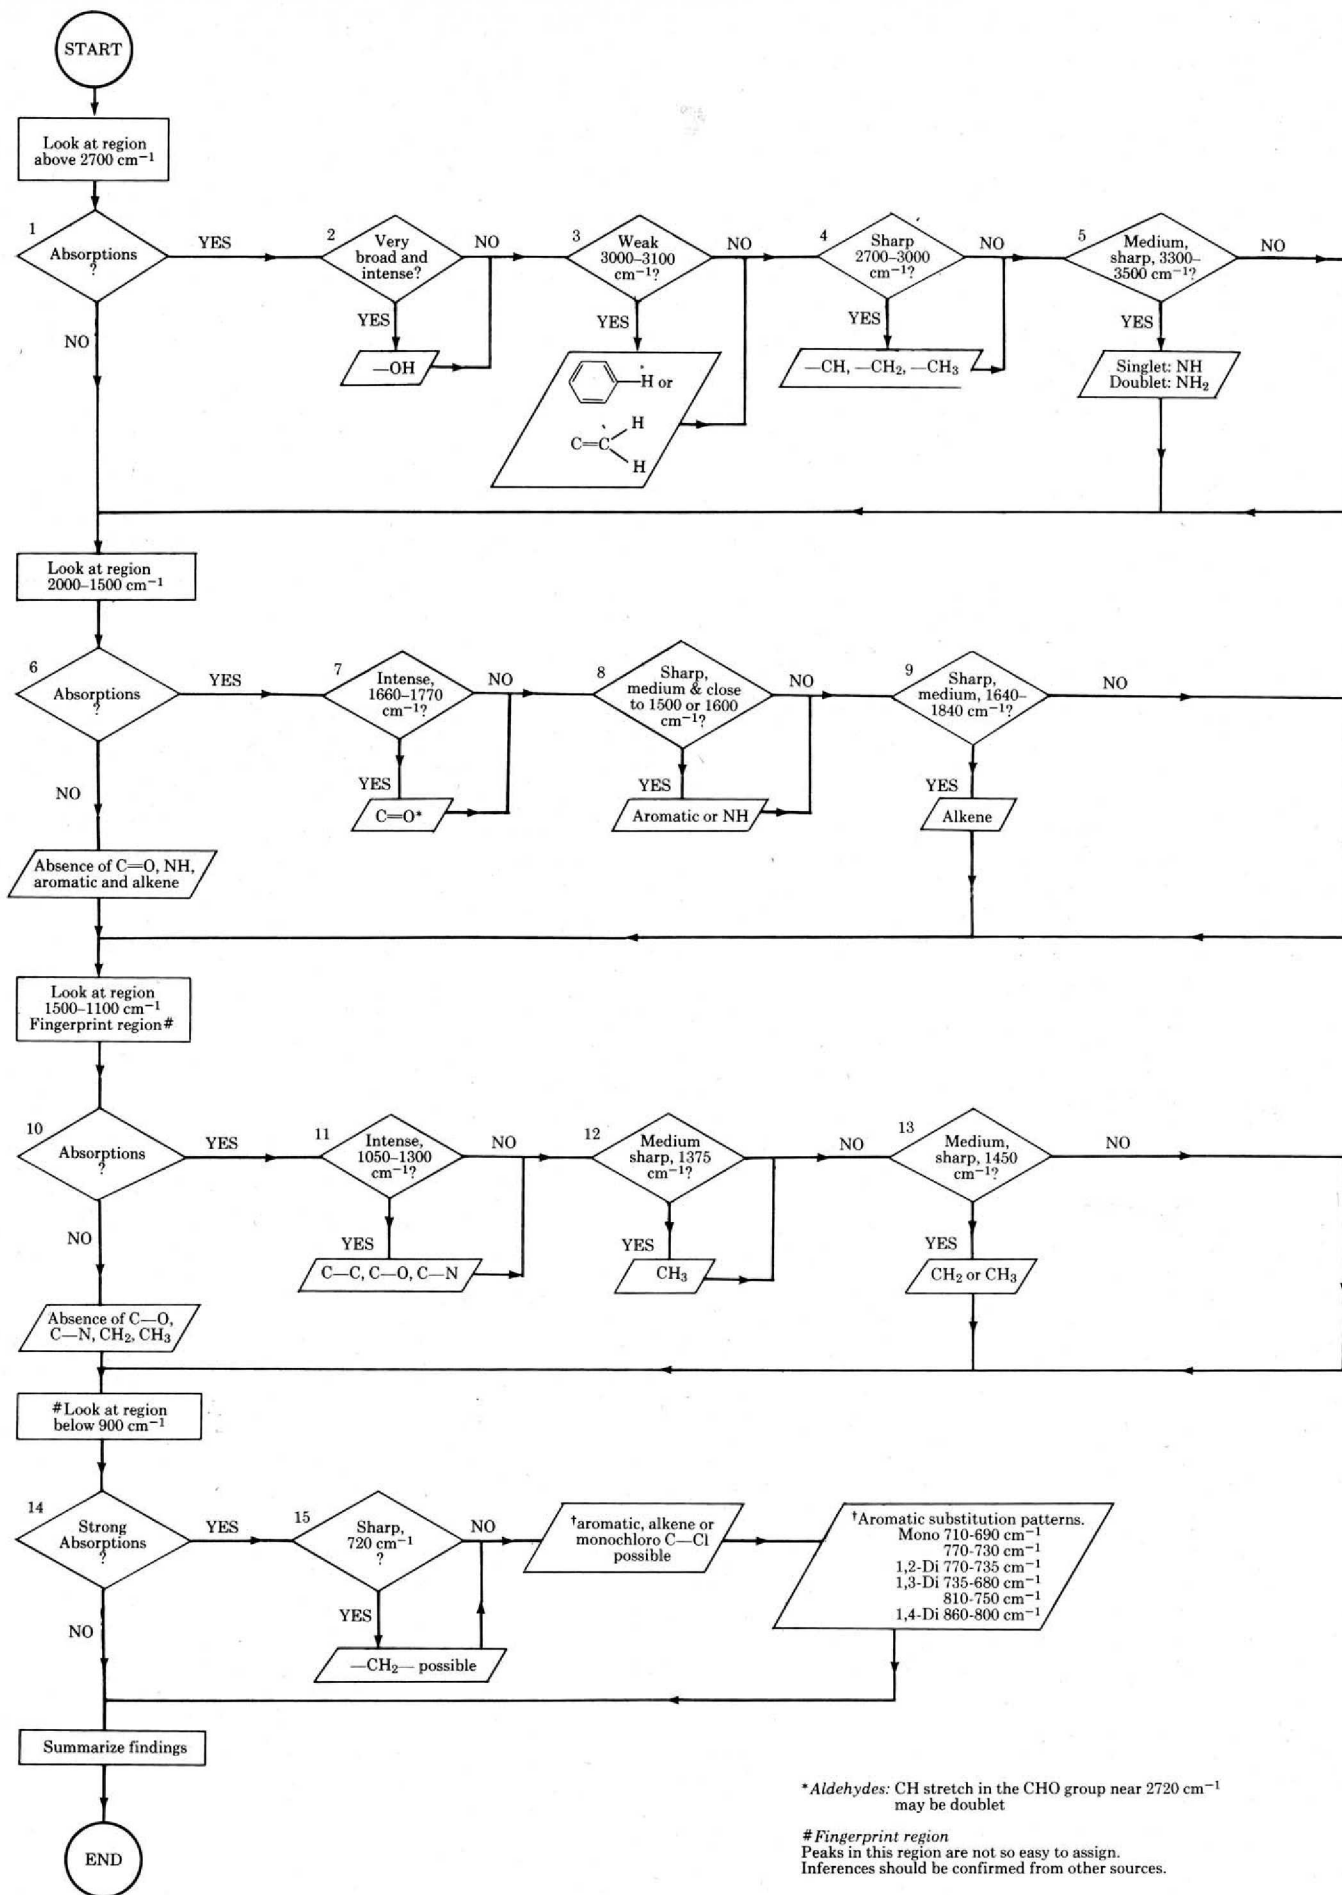 START
Look at region
above 2700 cm⁻¹
1
Absorptions
?
YES
NO
2
Very
broad and
intense?
NO
YES
—OH
3
Weak
3000–3100
cm⁻¹?
NO
YES
H or
C=C
H
H
4
Sharp
2700–3000
cm⁻¹?
NO
YES
—CH, —CH₂, —CH₃
5
Medium,
sharp, 3300–
3500 cm⁻¹?
NO
YES
Singlet: NH
Doublet: NH₂
Look at region
2000–1500 cm⁻¹
6
Absorptions
?
YES
NO
Absence of C=O, NH,
aromatic and alkene
7
Intense,
1660–1770
cm⁻¹?
NO
YES
C=O*
8
Sharp,
medium & close
to 1500 or 1600
cm⁻¹?
NO
YES
Aromatic or NH
9
Sharp,
medium, 1640–
1840 cm⁻¹?
NO
YES
Alkene
Look at region
1500–1100 cm⁻¹
Fingerprint region#
10
Absorptions
?
YES
NO
Absence of C—O,
C—N, CH₂, CH₃
11
Intense,
1050–1300
cm⁻¹?
NO
YES
C—C, C—O, C—N
12
Medium
sharp, 1375
cm⁻¹?
NO
YES
CH₃
13
Medium,
sharp, 1450
cm⁻¹?
NO
YES
CH₂ or CH₃
#Look at region
below 900 cm⁻¹
14
Strong
Absorptions
?
YES
NO
15
Sharp,
720 cm⁻¹
?
NO
YES
—CH₂— possible
†aromatic, alkene or
monochloro C—Cl
possible
†Aromatic substitution patterns.
Mono 710-690 cm⁻¹
770-730 cm⁻¹
1,2-Di 770-735 cm⁻¹
1,3-Di 735-680 cm⁻¹
810-750 cm⁻¹
1,4-Di 860-800 cm⁻¹
Summarize findings
END
*Aldehydes: CH stretch in the CHO group near 2720 cm⁻¹
may be doublet
#Fingerprint region
Peaks in this region are not so easy to assign.
Inferences should be confirmed from other sources.